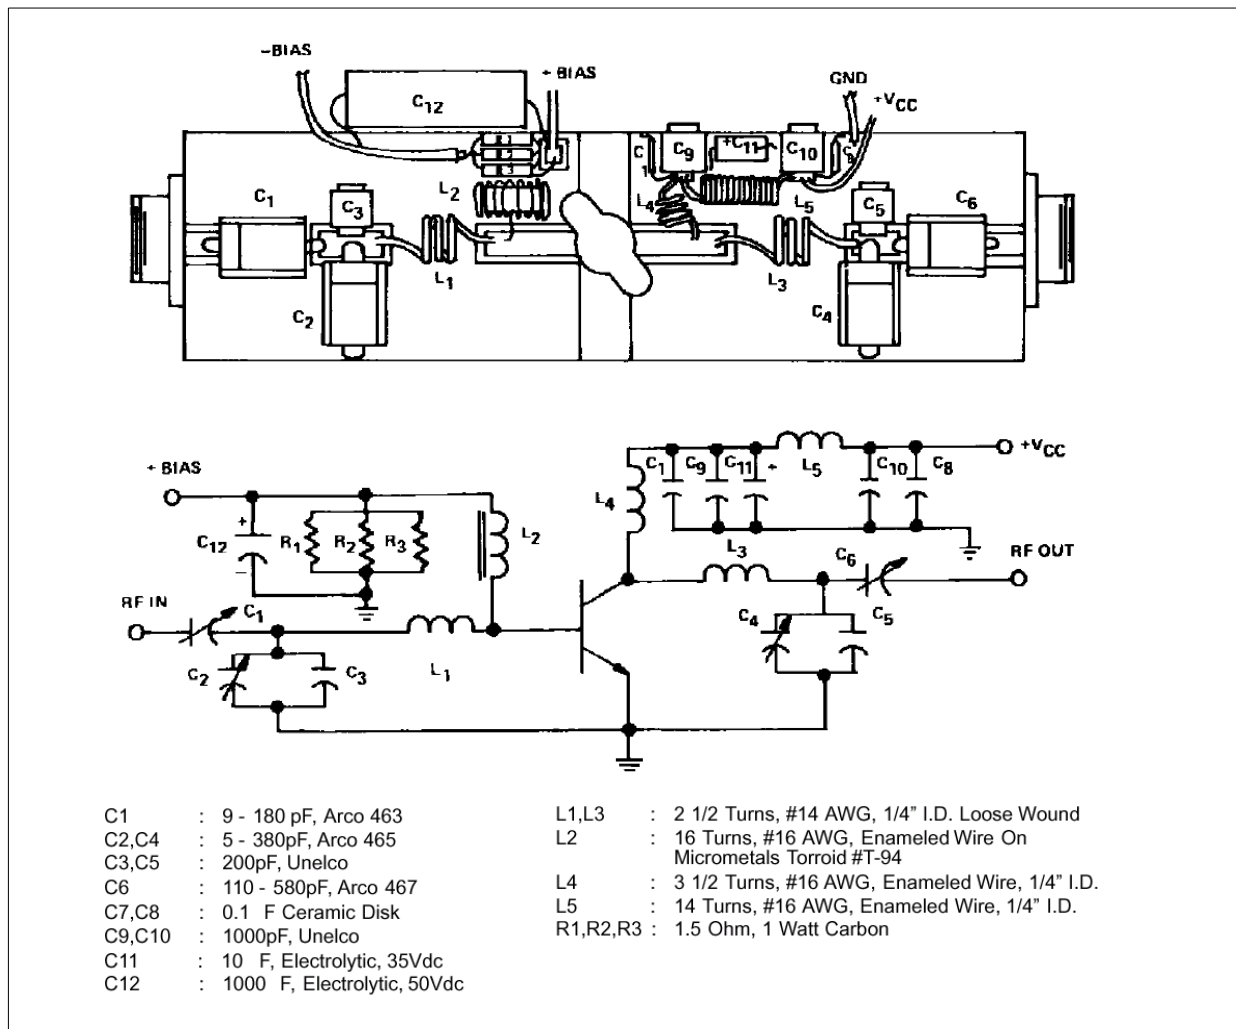 –BIAS
+ BIAS
C12
GND
+VCC
C
1
C9
+C11
C10
C
1
2
3
C1
C3
L2
L4
L5
C5
C6
L1
L3
C2
C4
+ BIAS
C12
+
–
R1
R2
R3
L2
RF IN
C1
C2
C3
L1
L4
C1
C9
C11
+
L5
C10
C8
+VCC
L3
C6
RF OUT
C4
C5
C1 : 9 - 180 pF, Arco 463
C2,C4 : 5 - 380pF, Arco 465
C3,C5 : 200pF, Unelco
C6 : 110 - 580pF, Arco 467
C7,C8 : 0.1 F Ceramic Disk
C9,C10 : 1000pF, Unelco
C11 : 10 F, Electrolytic, 35Vdc
C12 : 1000 F, Electrolytic, 50Vdc
L1,L3 : 2 1/2 Turns, #14 AWG, 1/4” I.D. Loose Wound
L2 : 16 Turns, #16 AWG, Enameled Wire On
Micrometals Torroid #T-94
L4 : 3 1/2 Turns, #16 AWG, Enameled Wire, 1/4” I.D.
L5 : 14 Turns, #16 AWG, Enameled Wire, 1/4” I.D.
R1,R2,R3 : 1.5 Ohm, 1 Watt Carbon